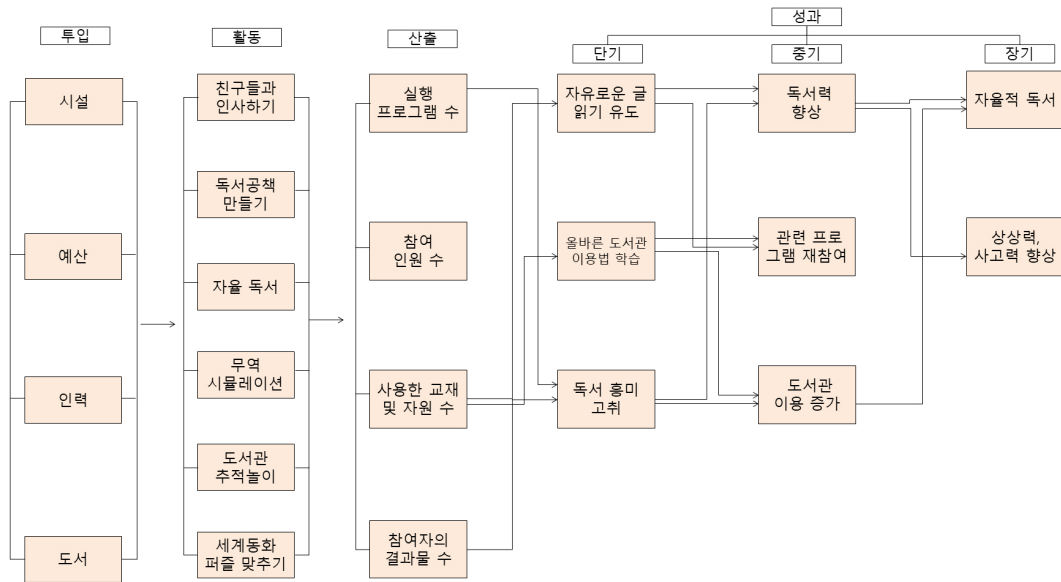 성과
투입
활동
산출
단기
중기
장기
시설
예산
인력
도서
친구들과
인사하기
독서공책
만들기
자율 독서
무역
시뮬레이션
도서관
추적놀이
세계동화
퍼즐 맞추기
실행
프로그램 수
참여
인원 수
사용한 교재
및 자원 수
참여자의
결과물 수
자유로운 글
읽기 유도
올바른 도서관
이용법 학습
독서 흥미
고취
독서력
향상
관련 프로
그램 재참여
도서관
이용 증가
자율적 독서
상상력,
사고력 향상